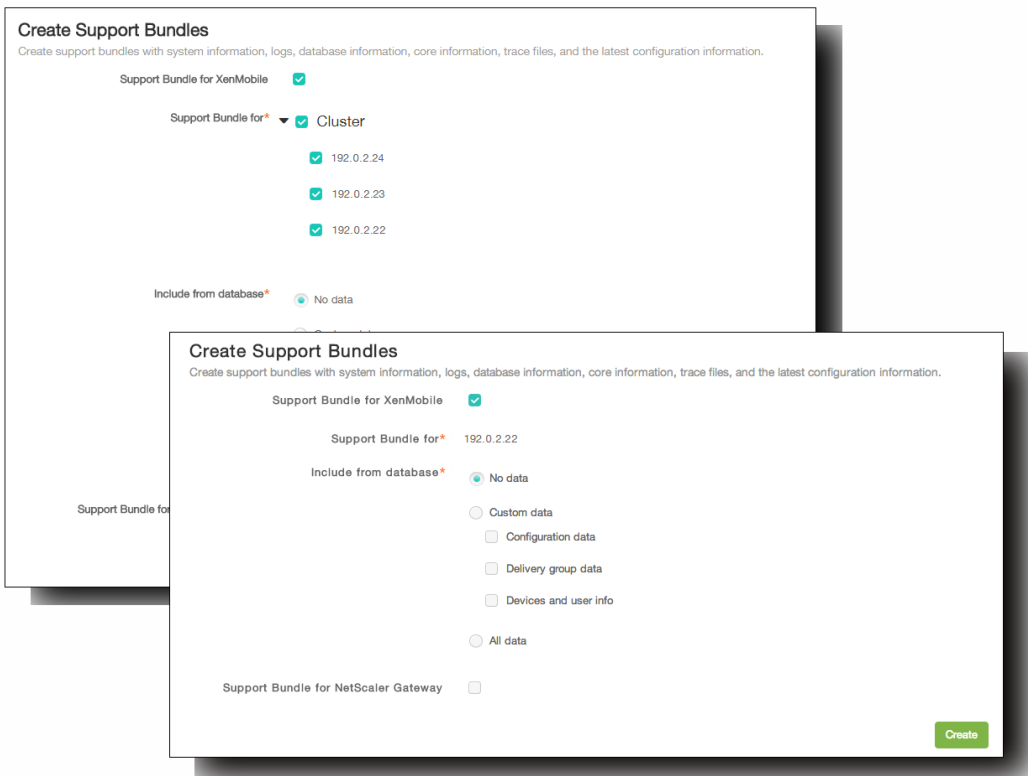 Create Support Bundles
Create support bundles with system information, logs, database information, core information, trace files, and the latest configuration information.
Support Bundle for XenMobile
Support Bundle for* Cluster
192.0.2.24
192.0.2.23
192.0.2.22
Include from database* No data
Support Bundle for
Create Support Bundles
Create support bundles with system information, logs, database information, core information, trace files, and the latest configuration information.
Support Bundle for XenMobile
Support Bundle for* 192.0.2.22
Include from database* No data
Custom data
Configuration data
Delivery group data
Devices and user info
All data
Support Bundle for NetScaler Gateway
Create